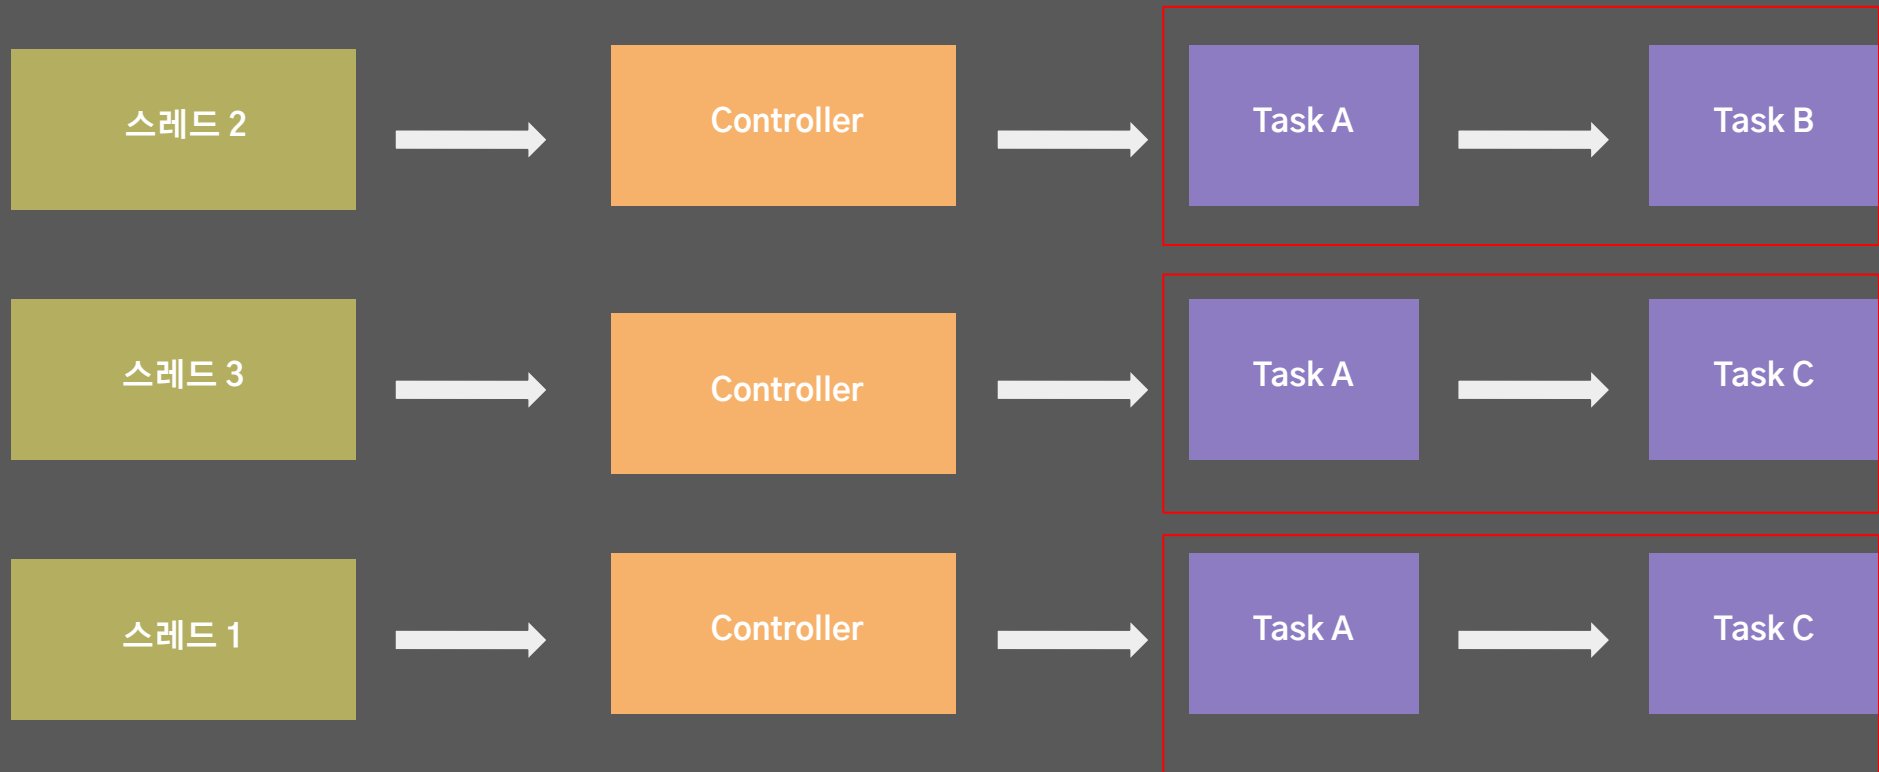 스레드 2
Controller
Task A
Task B
스레드 3
Controller
Task A
Task C
스레드 1
Controller
Task A
Task C